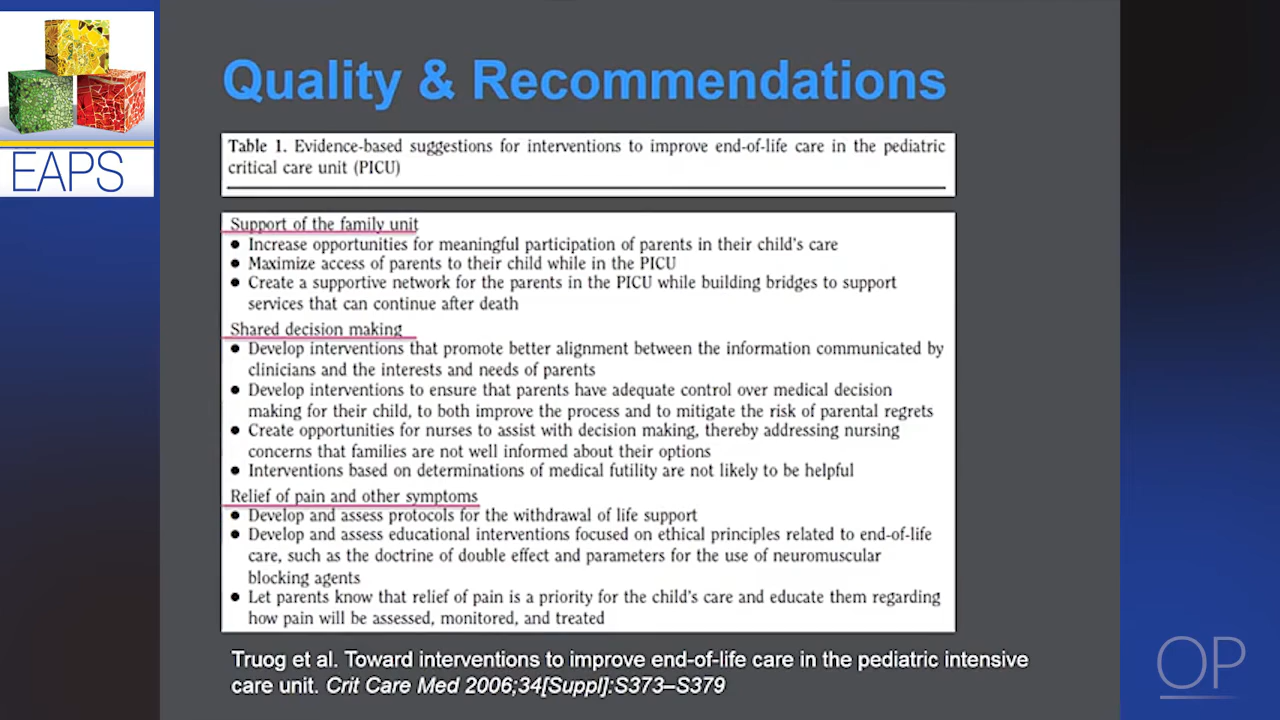 Quality & Recommendations
EAPS
Table 1. Evidence-based suggestions for interventions to improve end-of-life care in the pediatric
critical care unit (PICU)
Support of the family unit
● Increase opportunities for meaningful participation of parents in their child's care
● Maximize access of parents to their child while in the PICU
● Create a supportive network for the parents in the PICU while building bridges to support
services that can continue after death
Shared decision making
● Develop interventions that promote better alignment between the information communicated by
clinicians and the interests and needs of parents
● Develop interventions to ensure that parents have adequate control over medical decision
making for their child, to both improve the process and to mitigate the risk of parental regrets
● Create opportunities for nurses to assist with decision making, thereby addressing nursing
concerns that families are not well informed about their options
● Interventions based on determinations of medical futility are not likely to be helpful
Relief of pain and other symptoms
● Develop and assess protocols for the withdrawal of life support
● Develop and assess educational interventions focused on ethical principles related to end-of-life
care, such as the doctrine of double effect and parameters for the use of neuromuscular
blocking agents
● Let parents know that relief of pain is a priority for the child's care and educate them regarding
how pain will be assessed, monitored, and treated
Truog et al. Toward interventions to improve end-of-life care in the pediatric intensive
care unit. Crit Care Med 2006;34[Suppl]:S373–S379
OP